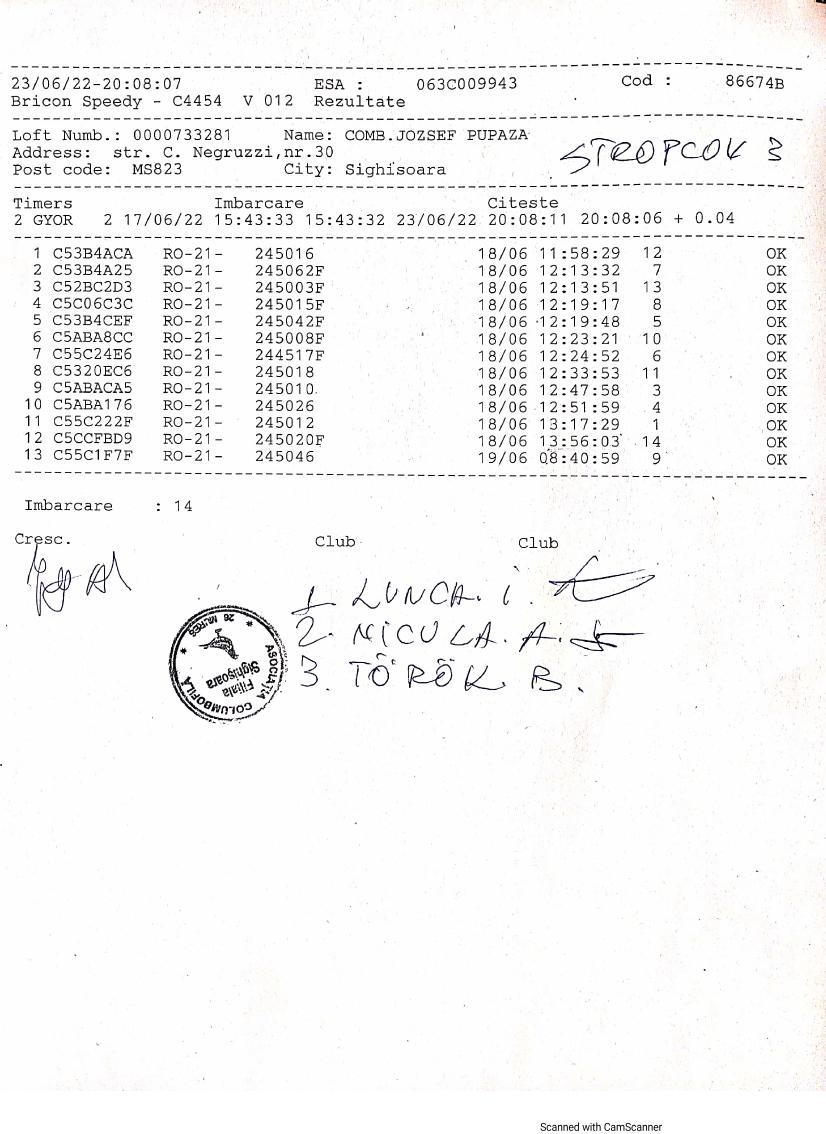 23/06/22-20:08:07 ESA : 063C009943 Cod : 86674B
Bricon Speedy - C4454 V 012 Rezultate
Loft Numb.: 0000733281 Name: COMB.JOZSEF PUPAZA
STROPCOV 3
Address: str. C. Negruzzi,nr.30
Post code: MS823 City: Sighisoara
Timers Imbarcare Citeste
2 GYOR 2 17/06/22 15:43:33 15:43:32 23/06/22 20:08:11 20:08:06 + 0.04
1 C53B4ACA RO-21- 245016 18/06 11:58:29 12 OK
2 C53B4A25 RO-21- 245062F 18/06 12:13:32 7 OK
3 C52BC2D3 RO-21- 245003F 18/06 12:13:51 13 OK
4 C5C06C3C RO-21- 245015F 18/06 12:19:17 8 OK
5 C53B4CEF RO-21- 245042F 18/06 12:19:48 5 OK
6 C5ABA8CC RO-21- 245008F 18/06 12:23:21 10 OK
7 C55C24E6 RO-21- 244517F 18/06 12:24:52 6 OK
8 C5320EC6 RO-21- 245018 18/06 12:33:53 11 OK
9 C5ABACA5 RO-21- 245010 18/06 12:47:58 3 OK
10 C5ABA176 RO-21- 245026 18/06 12:51:59 4 OK
11 C55C222F RO-21- 245012 18/06 13:17:29 1 OK
12 C5CCFBD9 RO-21- 245020F 18/06 13:56:03 14 OK
13 C55C1F7F RO-21- 245046 19/06 08:40:59 9 OK
Imbarcare : 14
Cresc. Club Club
1. LUNCA. i.
2. NICULA. A.
3. TÖRÖK. B.
ASOCIAŢIA COLUMBOFILĂ
* 26 MUREŞ *
Filiala
Sighişoara
Scanned with CamScanner